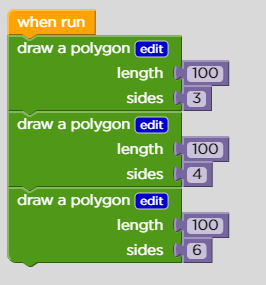 when run
draw a polygon edit
length 100
sides 3
draw a polygon edit
length 100
sides 4
draw a polygon edit
length 100
sides 6